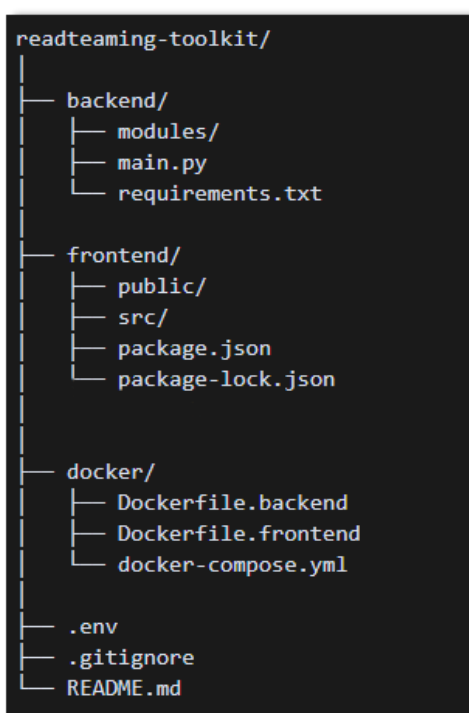 readteaming-toolkit/
│
├── backend/
│   ├── modules/
│   ├── main.py
│   └── requirements.txt
│
├── frontend/
│   ├── public/
│   ├── src/
│   ├── package.json
│   └── package-lock.json
│
│
├── docker/
│   ├── Dockerfile.backend
│   ├── Dockerfile.frontend
│   └── docker-compose.yml
│
├── .env
├── .gitignore
└── README.md